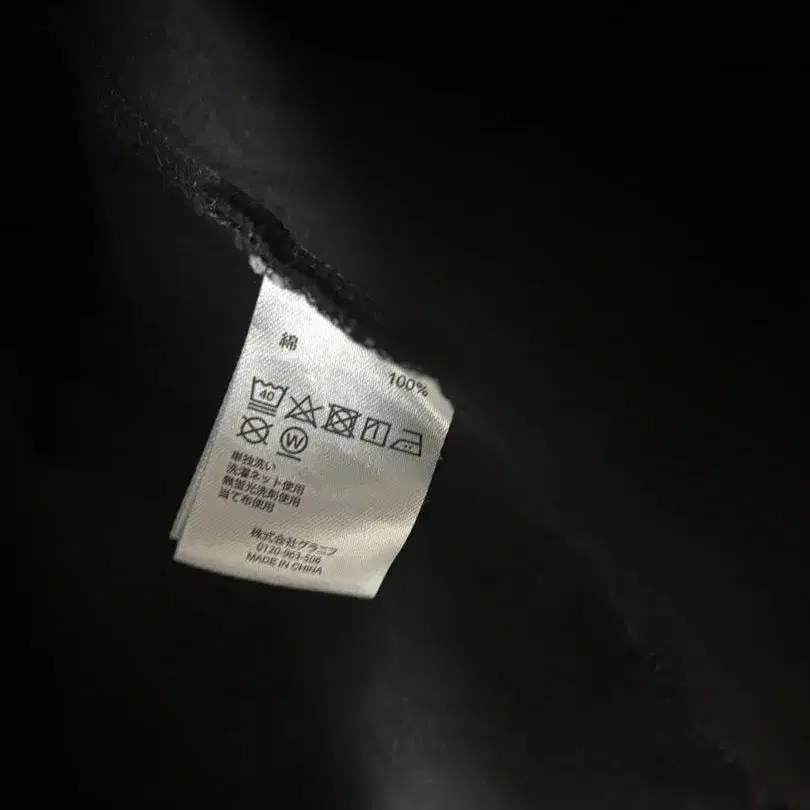 綿 100%
40
W
単独洗い
洗濯ネット使用
無蛍光洗剤使用
当て布使用
株式会社グラニフ
0120-963-506
MADE IN CHINA